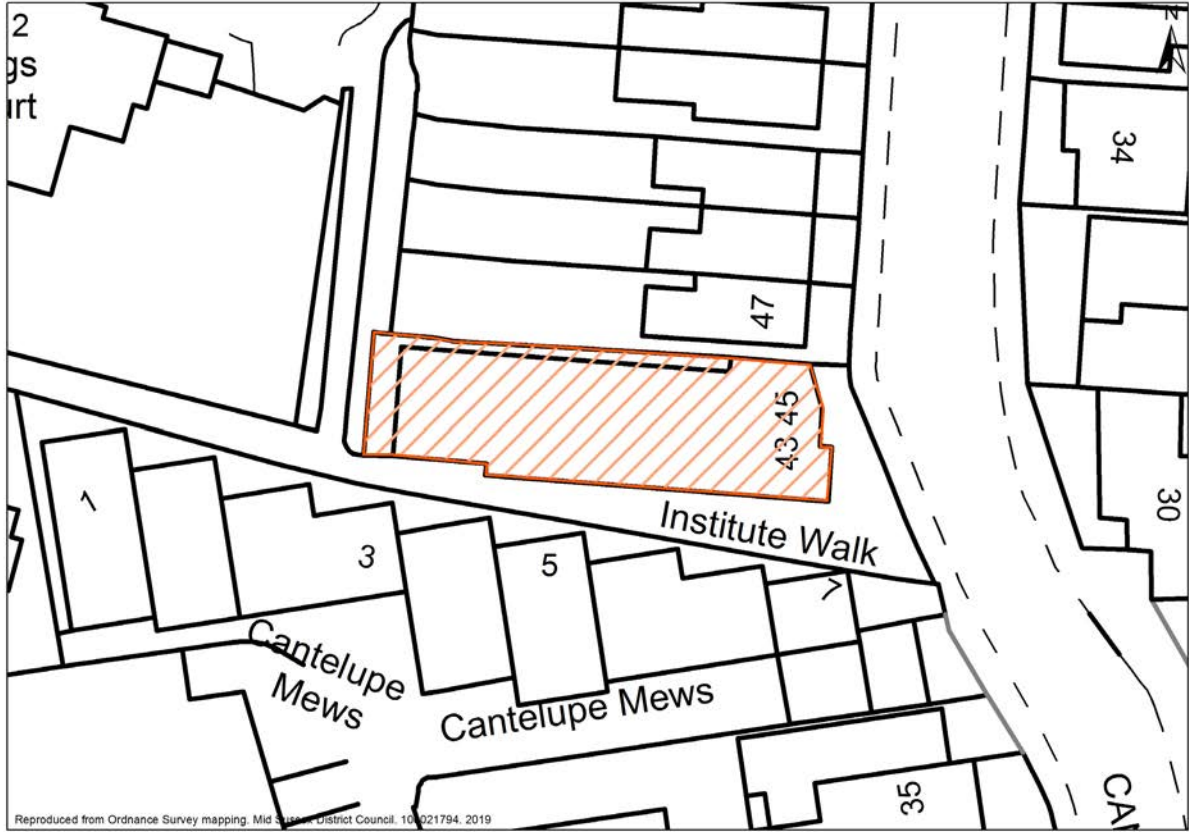 2
gs
urt
Z
34
47
43 45
Institute Walk
30
1
3
5
7
Cantelupe
Mews
Cantelupe Mews
35
CA
Reproduced from Ordnance Survey mapping. Mid Sussex District Council. 100021794. 2019